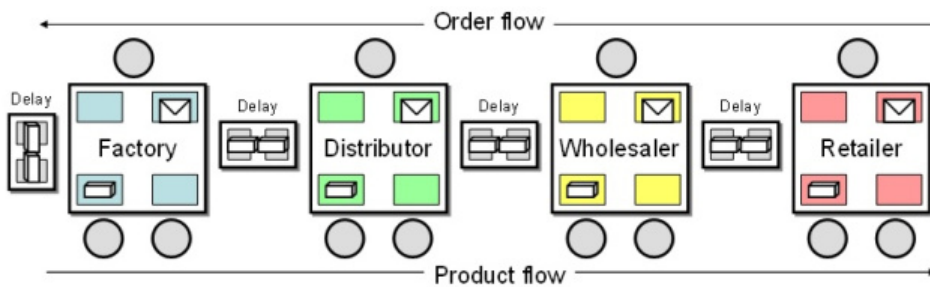 Order flow
Delay
Delay
Delay
Delay
Factory
Distributor
Wholesaler
Retailer
Product flow